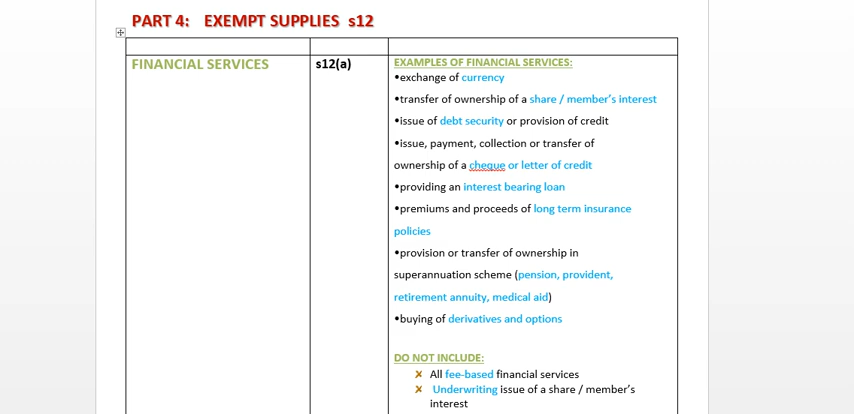 PART 4: EXEMPT SUPPLIES s12
FINANCIAL SERVICES
s12(a)
EXAMPLES OF FINANCIAL SERVICES:
•exchange of currency
•transfer of ownership of a share / member's interest
•issue of debt security or provision of credit
•issue, payment, collection or transfer of
ownership of a cheque or letter of credit
•providing an interest bearing loan
•premiums and proceeds of long term insurance
policies
•provision or transfer of ownership in
superannuation scheme (pension, provident,
retirement annuity, medical aid)
•buying of derivatives and options
DO NOT INCLUDE:
✗ All fee-based financial services
✗ Underwriting issue of a share / member's
interest